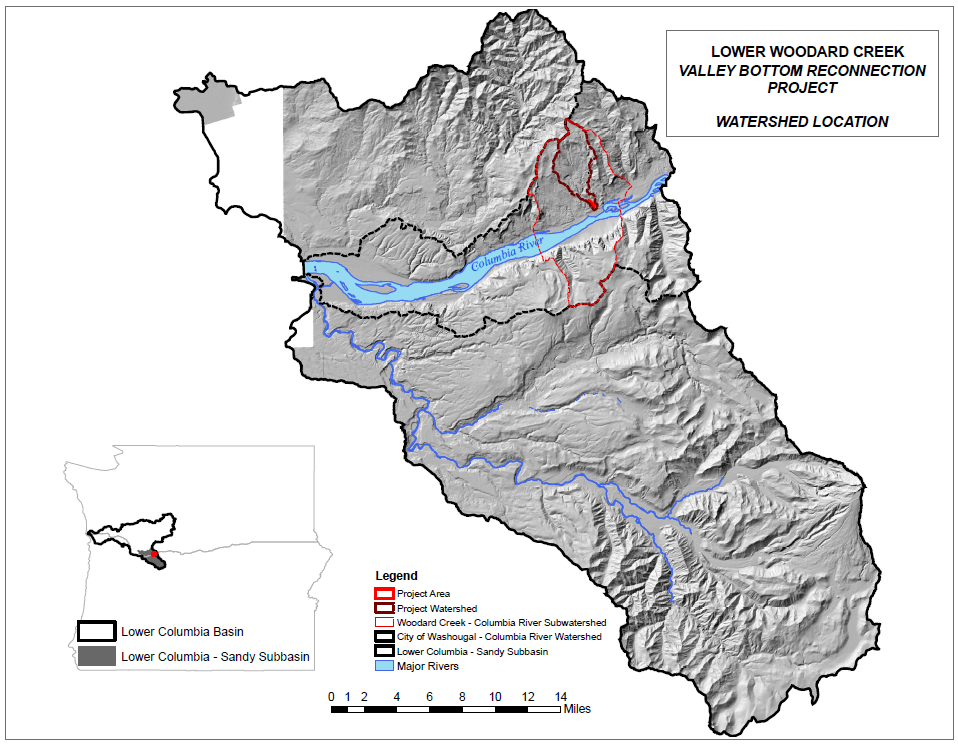 LOWER WOODARD CREEK
VALLEY BOTTOM RECONNECTION
PROJECT
WATERSHED LOCATION
Columbia River
Legend
Project Area
Project Watershed
Woodard Creek - Columbia River Subwatershed
City of Washougal - Columbia River Watershed
Lower Columbia - Sandy Subbasin
Major Rivers
Lower Columbia Basin
Lower Columbia - Sandy Subbasin
0 1 2 4 6 8 10 12 14
Miles